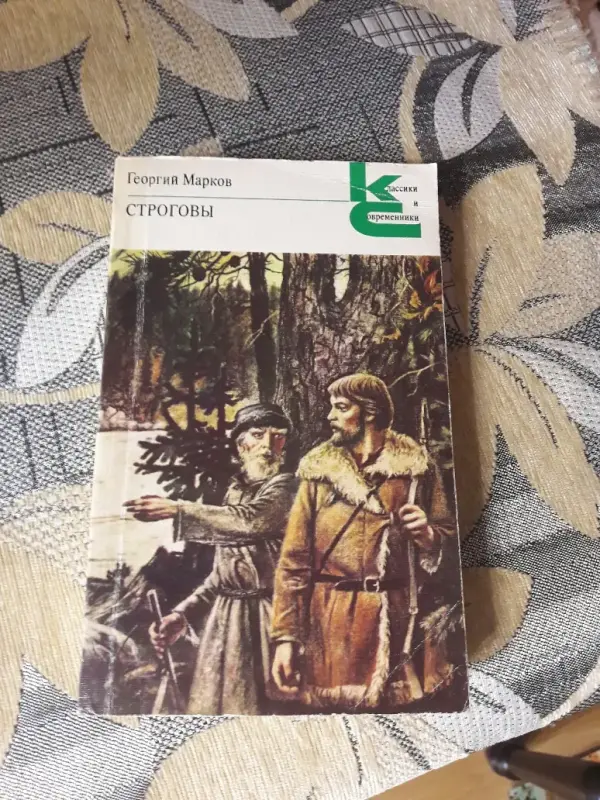 Георгий Марков
СТРОГОВЫ
Классики
и
Современники